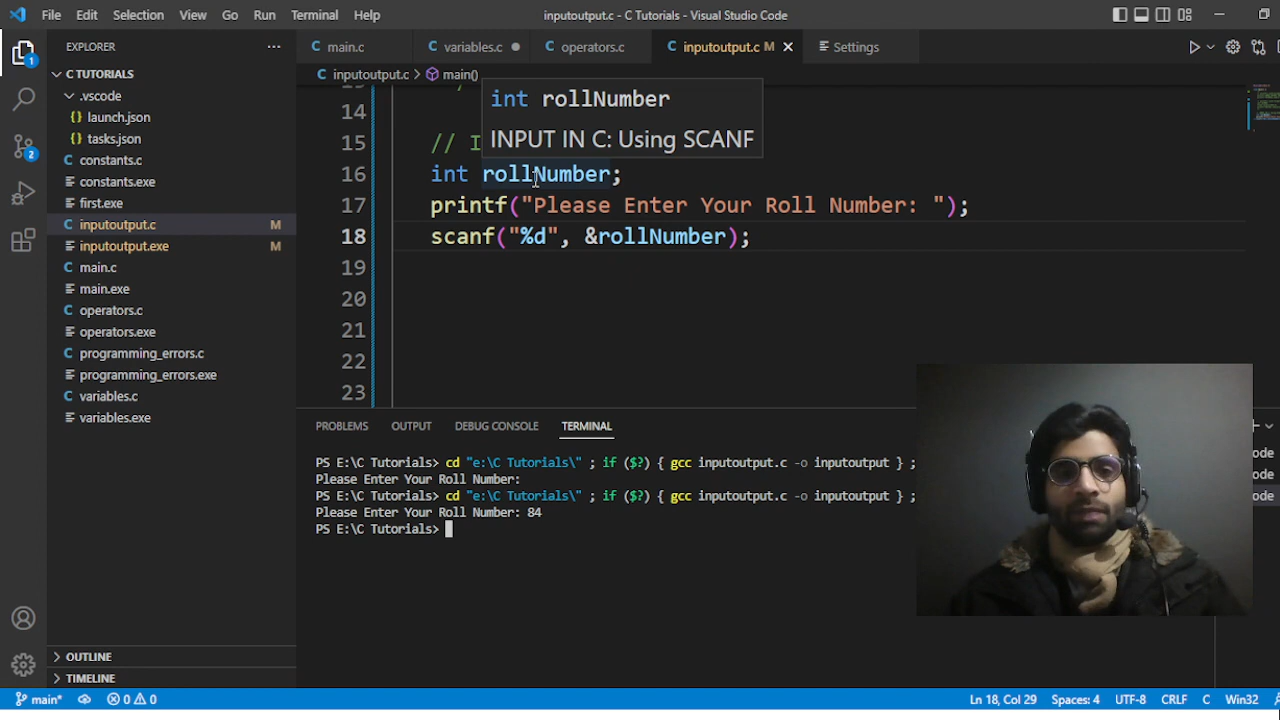 File Edit Selection View Go Run Terminal Help inputoutput.c - C Tutorials - Visual Studio Code
EXPLORER ...
main.c variables.c operators.c inputoutput.c M Settings
C TUTORIALS
.vscode
launch.json
tasks.json
constants.c
constants.exe
first.exe
inputoutput.c M
inputoutput.exe M
main.c
main.exe
operators.c
operators.exe
programming_errors.c
programming_errors.exe
variables.c
variables.exe
OUTLINE
TIMELINE
inputoutput.c > main()
int rollNumber
INPUT IN C: Using SCANF
14
15 // I
16 int rollNumber;
17 printf("Please Enter Your Roll Number: ");
18 scanf("%d", &rollNumber);
19
20
21
22
23
PROBLEMS OUTPUT DEBUG CONSOLE TERMINAL
PS E:\C Tutorials> cd "e:\C Tutorials\" ; if ($?) { gcc inputoutput.c -o inputoutput } ;
Please Enter Your Roll Number:
PS E:\C Tutorials> cd "e:\C Tutorials\" ; if ($?) { gcc inputoutput.c -o inputoutput } ;
Please Enter Your Roll Number: 84
PS E:\C Tutorials>
ode
ode
ode
main* 0 0 Ln 18, Col 29 Spaces: 4 UTF-8 CRLF C Win32